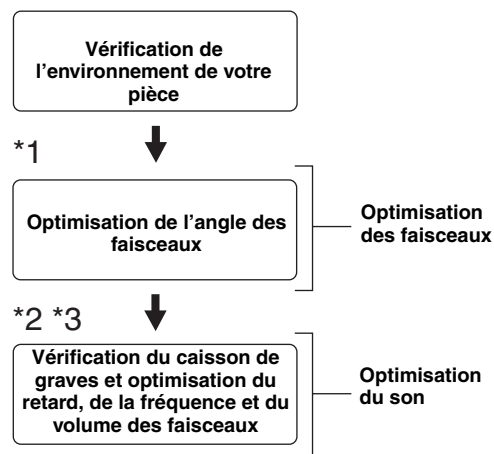 Vérification de
l'environnement de votre
pièce
*1
Optimisation de l'angle des
faisceaux
Optimisation
des faisceaux
*2 *3
Vérification du caisson de
graves et optimisation du
retard, de la fréquence et du
volume des faisceaux
Optimisation
du son